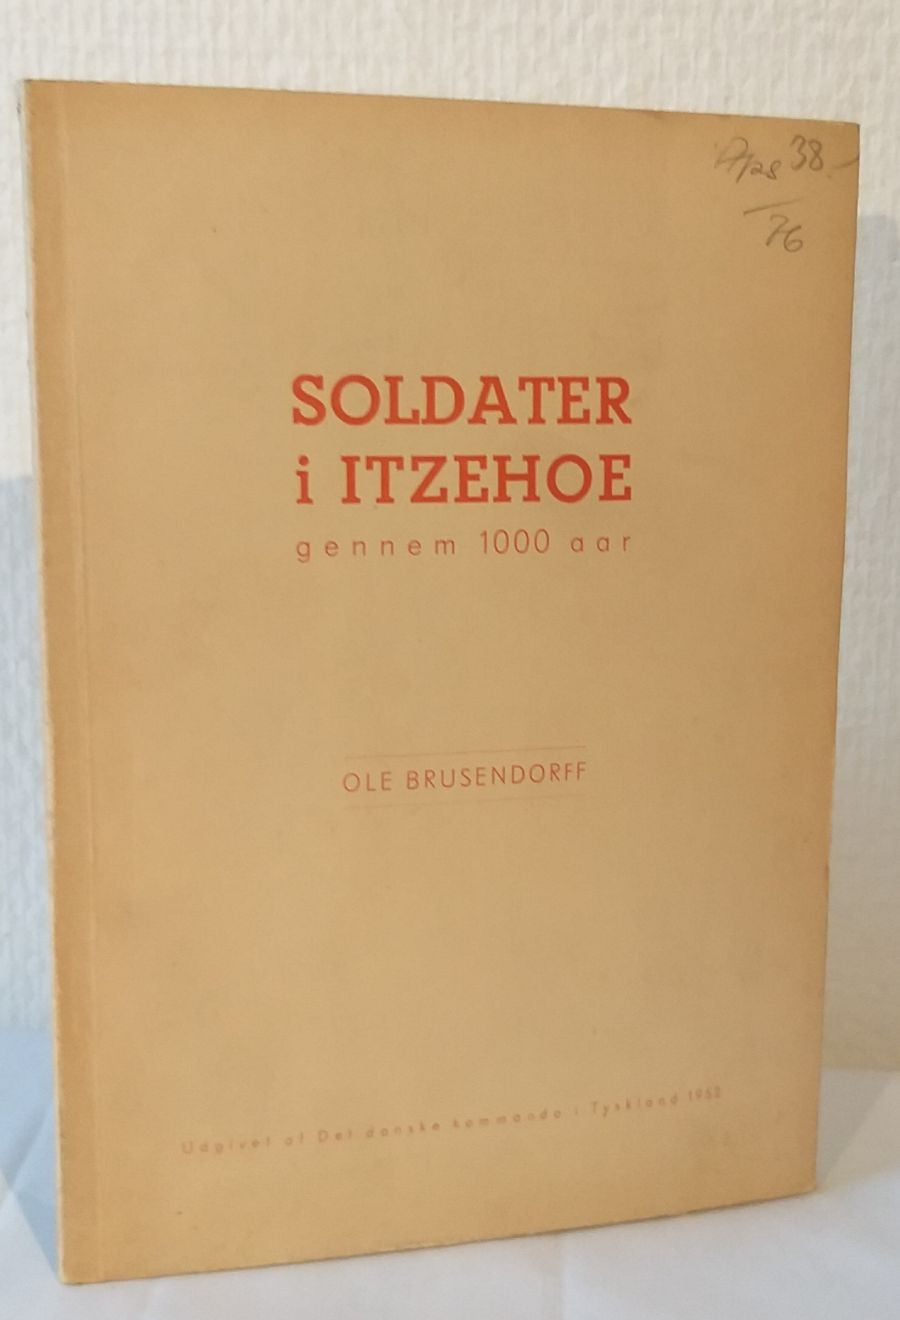 38
76
SOLDATER
i ITZEHOE
gennem 1000 aar
OLE BRUSENDORFF
Udgivet af Det danske kommando i Tyskland 1952